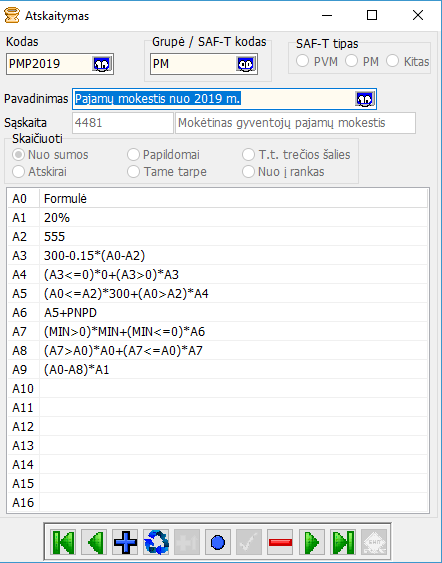 Atskaitymas
Kodas
Grupė / SAF-T kodas
SAF-T tipas
PMP2019
PM
PVM PM Kitas
Pavadinimas Pajamų mokestis nuo 2019 m.
Sąskaita 4481 Mokėtinas gyventojų pajamų mokestis
Skaičiuoti
Nuo sumos Papildomai T.t. trečios šalies
Atskirai Tame tarpe Nuo į rankas
A0 Formulė
A1 20%
A2 555
A3 300-0.15*(A0-A2)
A4 (A3<=0)*0+(A3>0)*A3
A5 (A0<=A2)*300+(A0>A2)*A4
A6 A5+PNPD
A7 (MIN>0)*MIN+(MIN<=0)*A6
A8 (A7>A0)*A0+(A7<=A0)*A7
A9 (A0-A8)*A1
A10
A11
A12
A13
A14
A15
A16